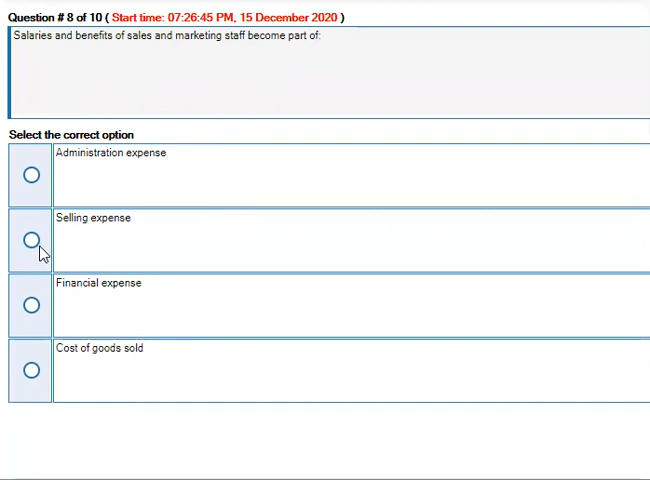 Question # 8 of 10 ( Start time: 07:26:45 PM, 15 December 2020 )
Salaries and benefits of sales and marketing staff become part of:
Select the correct option
Administration expense
Selling expense
Financial expense
Cost of goods sold